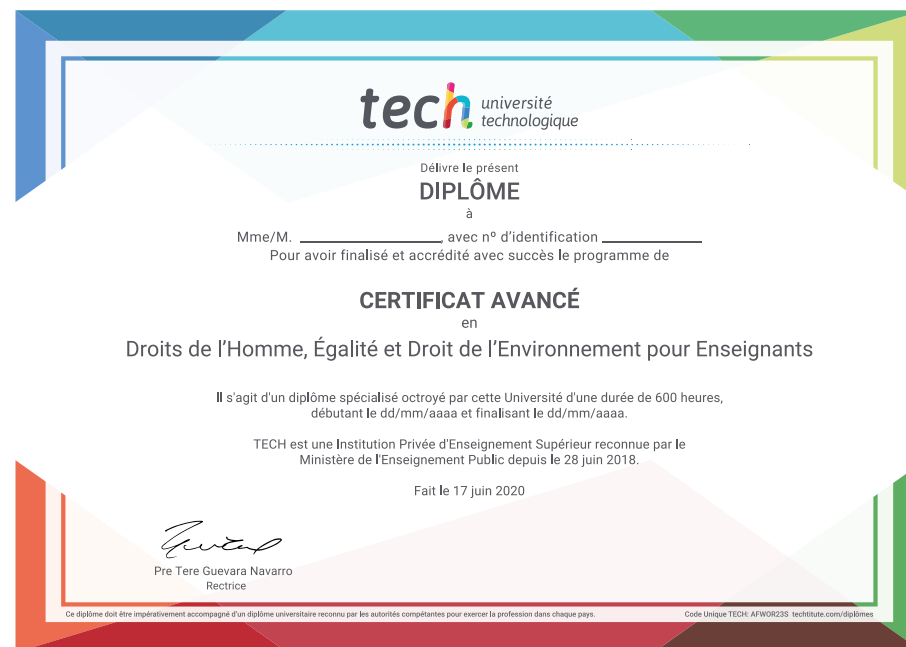 tech université
technologique
Délivre le présent
DIPLÔME
à
Mme/M. ____________, avec nº d'identification ____________
Pour avoir finalisé et accrédité avec succès le programme de
CERTIFICAT AVANCÉ
en
Droits de l'Homme, Égalité et Droit de l'Environnement pour Enseignants
Il s'agit d'un diplôme spécialisé octroyé par cette Université d'une durée de 600 heures,
débutant le dd/mm/aaaa et finalisant le dd/mm/aaaa.
TECH est une Institution Privée d'Enseignement Supérieur reconnue par le
Ministère de l'Enseignement Public depuis le 28 juin 2018.
Fait le 17 juin 2020
Pre Tere Guevara Navarro
Rectrice
Ce diplôme doit être impérativement accompagné d'un diplôme universitaire reconnu par les autorités compétentes pour exercer la profession dans chaque pays.
Code Unique TECH: AFWOR23S techtitute.com/diplômes